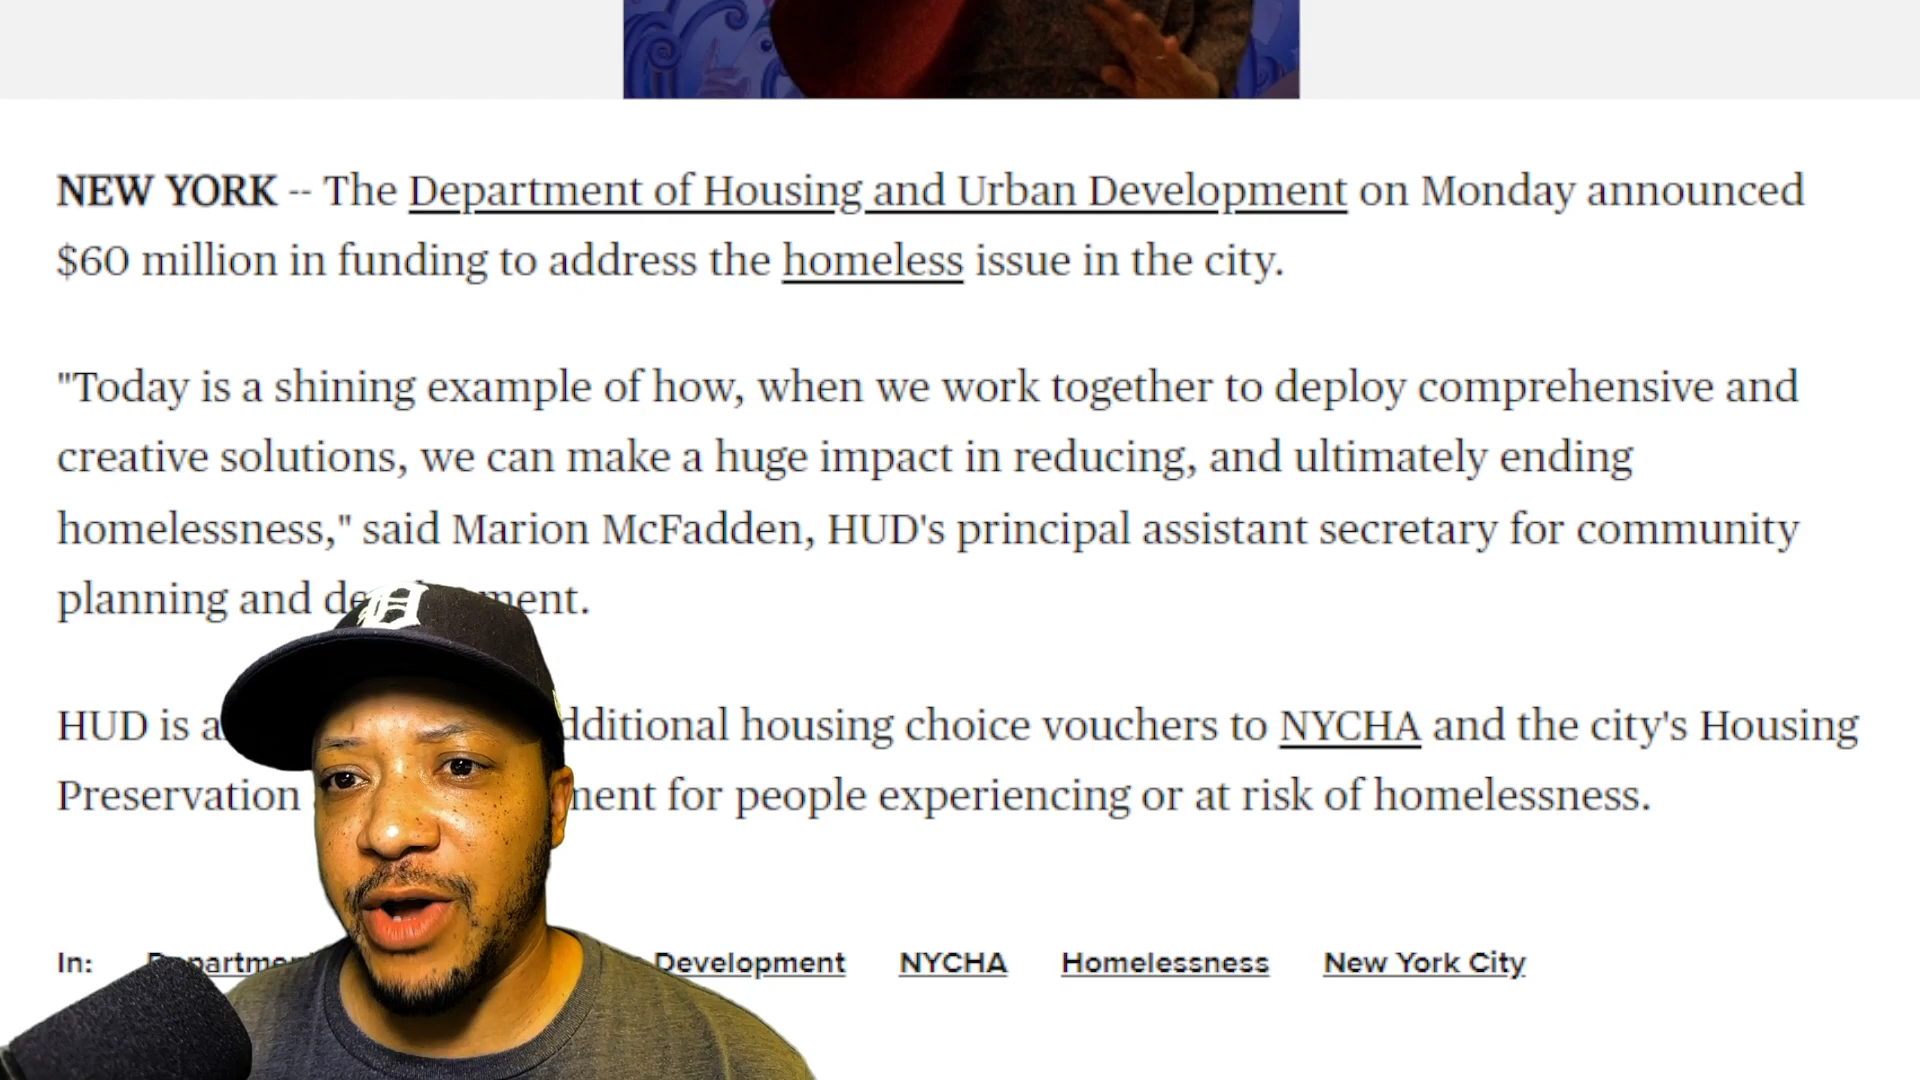 NEW YORK -- The Department of Housing and Urban Development on Monday announced
$60 million in funding to address the homeless issue in the city.
"Today is a shining example of how, when we work together to deploy comprehensive and
creative solutions, we can make a huge impact in reducing, and ultimately ending
homelessness," said Marion McFadden, HUD's principal assistant secretary for community
planning and ment.
HUD is additional housing choice vouchers to NYCHA and the city's Housing
Preservation for people experiencing or at risk of homelessness.
In: Development NYCHA Homelessness New York City